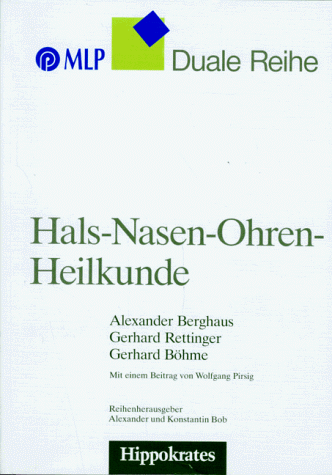 MLP Duale Reihe
Hals-Nasen-Ohren-
Heilkunde
Alexander Berghaus
Gerhard Rettinger
Gerhard Böhme
Mit einem Beitrag von Wolfgang Pirsig
Reihenherausgeber
Alexander und Konstantin Bob
Hippokrates